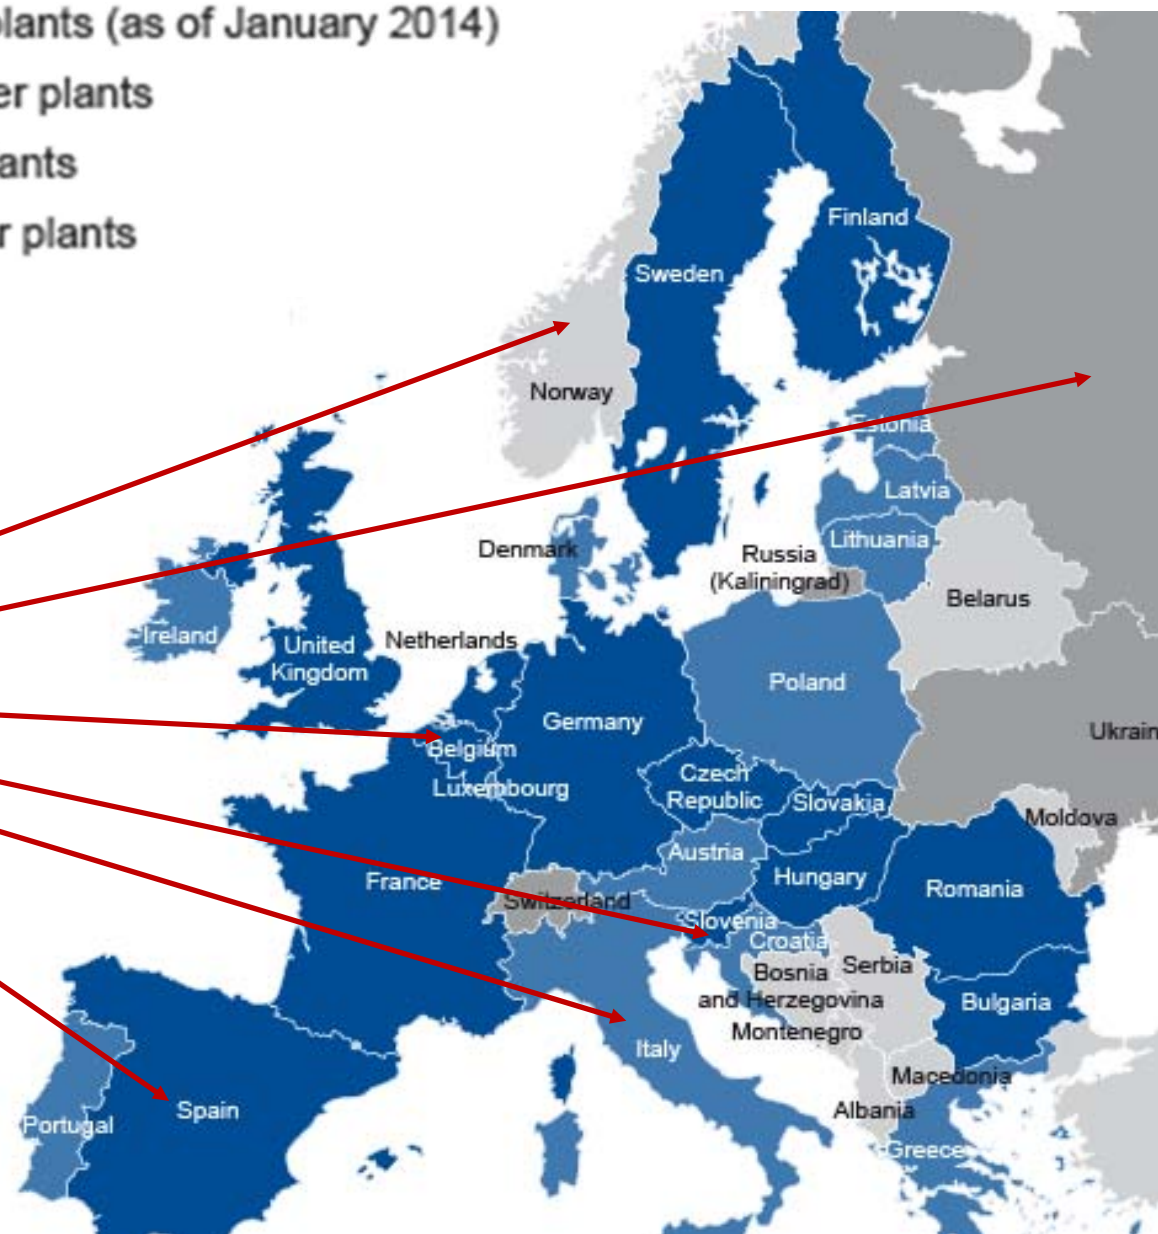 plants (as of January 2014)
er plants
ants
r plants
Finland
Sweden
Norway
Estonia
Latvia
Lithuania
Denmark
Russia
(Kaliningrad)
Belarus
Ireland
United
Kingdom
Netherlands
Poland
Germany
Ukrain
Belgium
Luxembourg
Czech
Republic
Slovakia
Moldova
Austria
France
Hungary
Romania
Switzerland
Slovenia
Croatia
Serbia
Bosnia
and Herzegovina
Bulgaria
Montenegro
Italy
Macedonia
Albania
Spain
Portugal
Greece